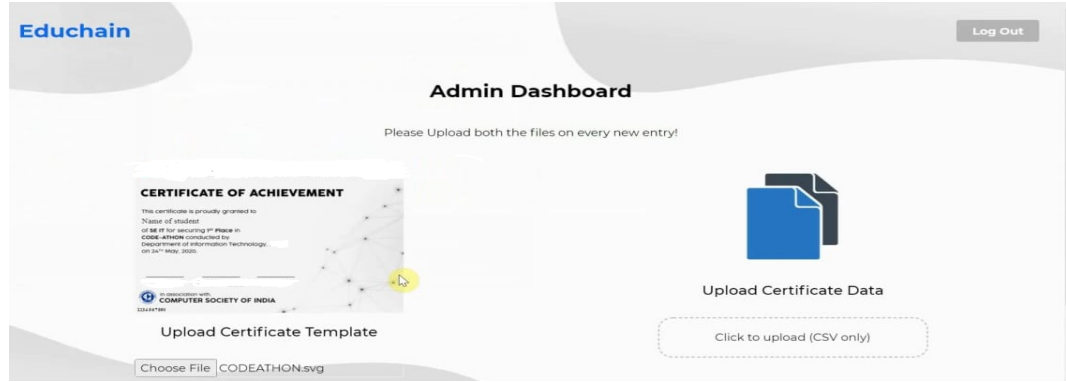 Educhain
Log Out
Admin Dashboard
Please Upload both the files on every new entry!
CERTIFICATE OF ACHIEVEMENT
This certificate is proudly granted to
Name of student
of SE IT for securing 1st Place in
CODE-ATHON conducted by
Department of Information Technology,
on 24th May, 2020.
In association with,
COMPUTER SOCIETY OF INDIA
Upload Certificate Template
Choose File CODEATHON.svg
Upload Certificate Data
Click to upload (CSV only)